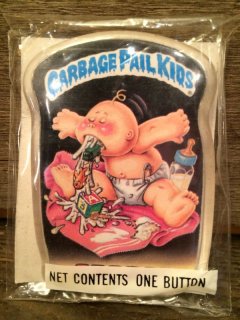 GARBAGE PAIL KIDS
NET CONTENTS ONE BUTTON